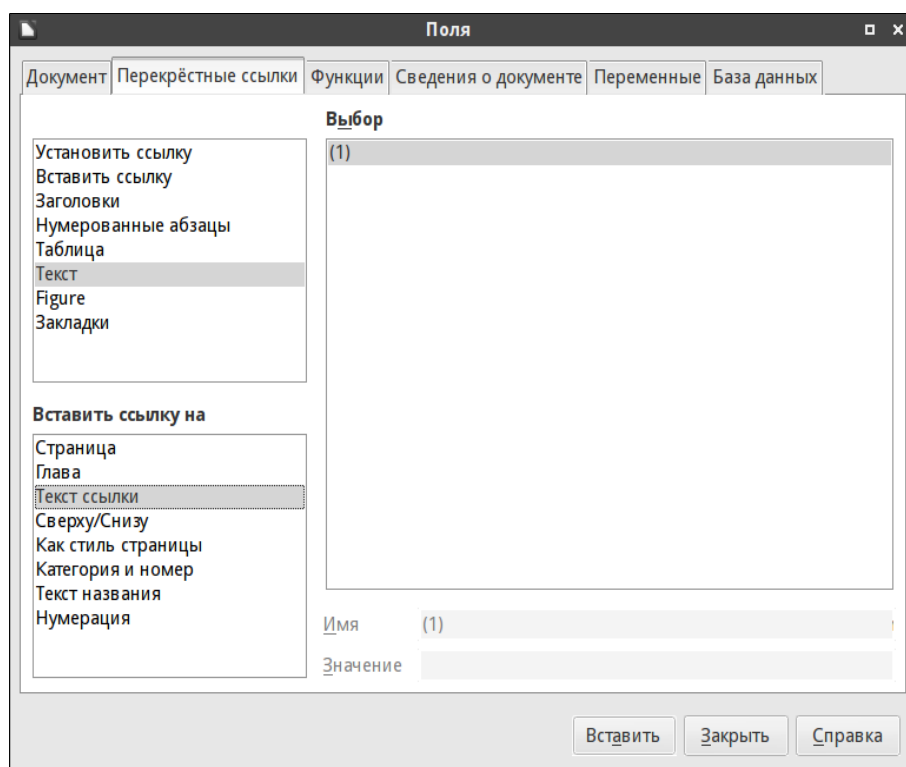 Поля
Документ Перекрёстные ссылки Функции Сведения о документе Переменные База данных
Установить ссылку
Вставить ссылку
Заголовки
Нумерованные абзацы
Таблица
Текст
Figure
Закладки
Вставить ссылку на
Страница
Глава
Текст ссылки
Сверху/Снизу
Как стиль страницы
Категория и номер
Текст названия
Нумерация
Выбор
(1)
Имя (1)
Значение
Вставить Закрыть Справка